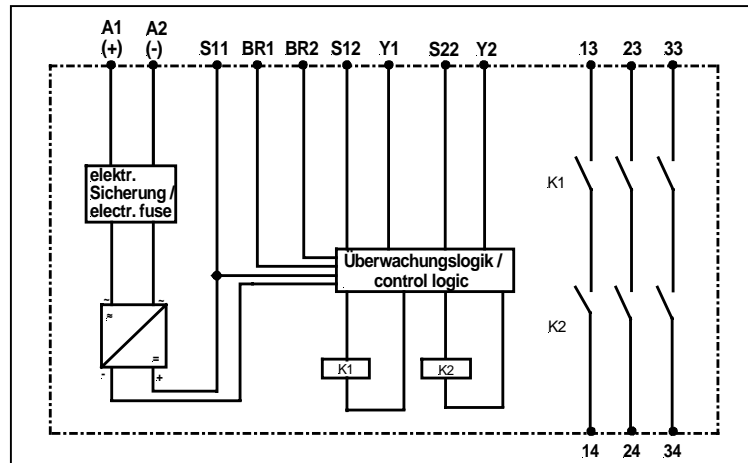 A1 A2
(+) (-) S11 BR1 BR2 S12 Y1 S22 Y2 13 23 33
elektr.
Sicherung /
electr. fuse
K1
Überwachungslogik /
control logic
~ ~
≈
=
- +
K1 K2
K2
14 24 34